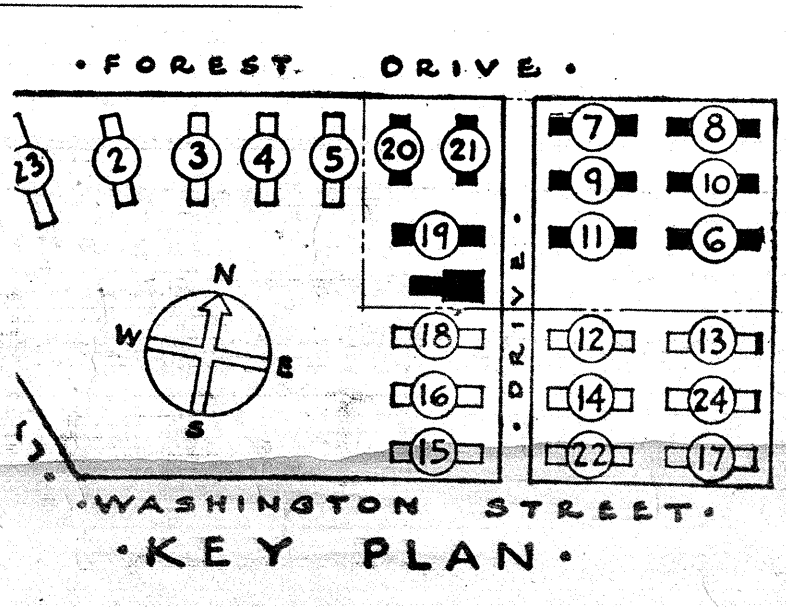 · FOREST DRIVE ·
23 2 3 4 5 20 21 7 8
9 10
19 11 6
N
W E
S
· DRIVE ·
18 12 13
16 14 24
15 22 17
· WASHINGTON STREET ·
· KEY PLAN ·